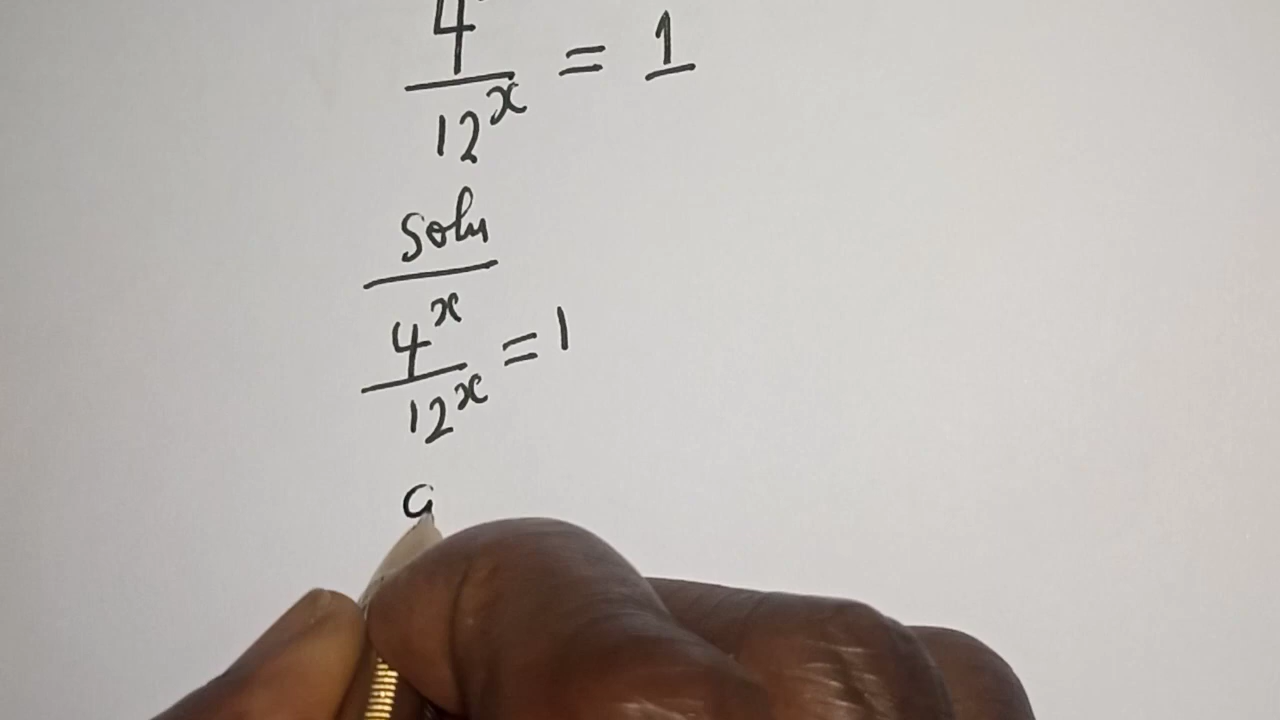 4
—— = 1
12^x
Soln
4^x
—— = 1
12^x
a